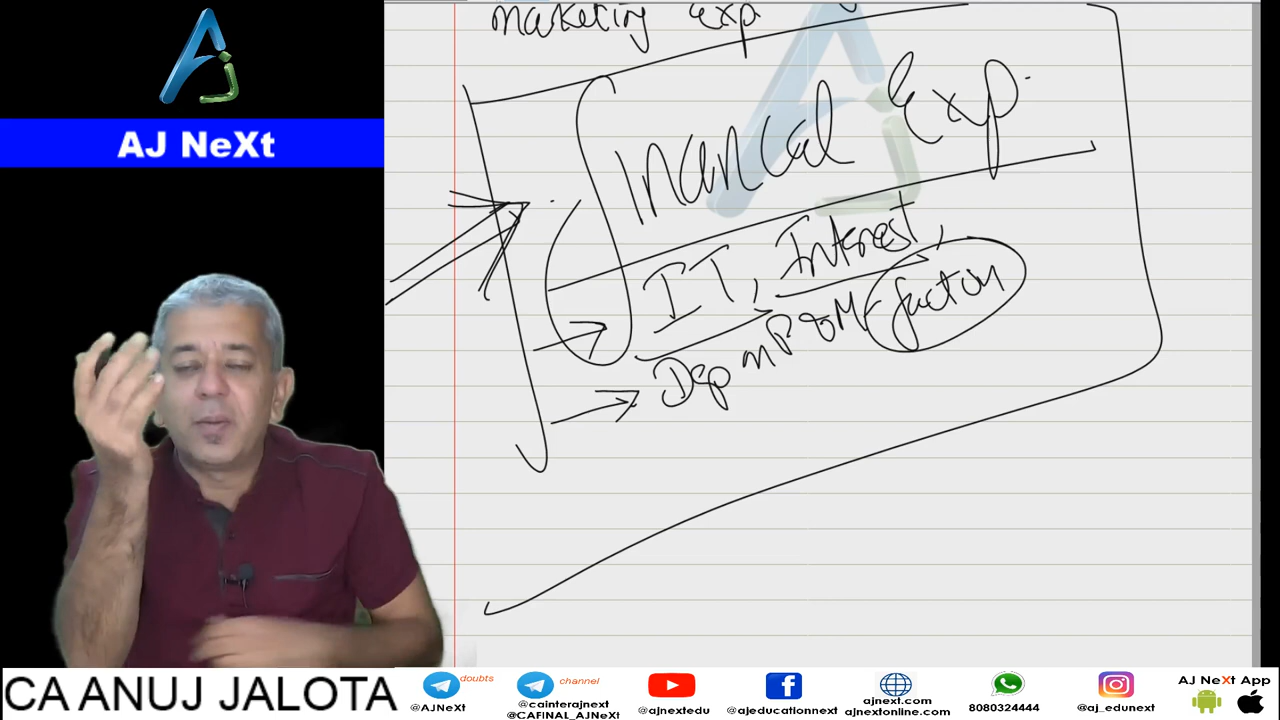 marketing Exp
AJ NeXt
inancal Exp.
IT, Interest,
Dep on P & M - factory
CA ANUJ JALOTA
doubts
@AJNeXt
channel
@cainterajnext
@CAFINAL_AJNeXt
@ajnextedu
@ajeducationnext
ajnext.com
ajnextonline.com
8080324444
@aj_edunext
AJ NeXt App